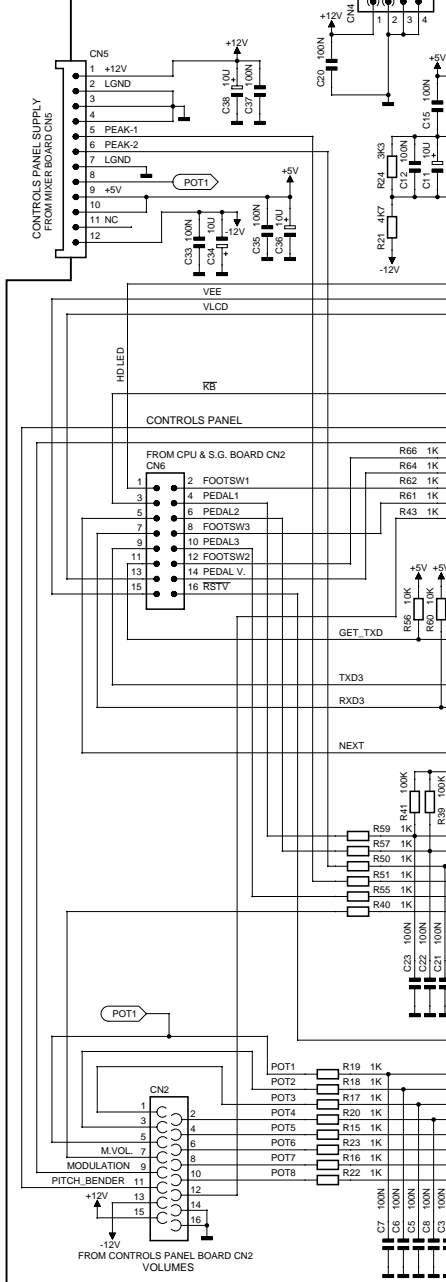 CN4
1 2 3 4
+12V
C20 100N
CN5
CONTROLS PANEL SUPPLY
FROM MIXER BOARD CN5
1 +12V
2 LGND
3
4
5 PEAK-1
6 PEAK-2
7 LGND
8
9 +5V
10
11 NC
12
+12V
C38 10U
+
C37 100N
+5V
C15 100N
R24 3K3
C12 100N
C11 10U
+
R21 4K7
-12V
POT1
+5V
-12V
C33 100N
C34 10U
+
C35 100N
C36 10U
+
VEE
VLCD
HD LED
KB
CONTROLS PANEL
FROM CPU & S.G. BOARD CN2
CN6
1
2 FOOTSW1
3
4 PEDAL1
5
6 PEDAL2
7
8 FOOTSW3
9
10 PEDAL3
11
12 FOOTSW2
13
14 PEDAL V.
15
16 RSTV
R66 1K
R64 1K
R62 1K
R61 1K
R43 1K
+5V +5V
R56 10K
R60 10K
GET_TXD
TXD3
RXD3
NEXT
R41 100K
R39 100K
R59 1K
R57 1K
R50 1K
R51 1K
R55 1K
R40 1K
C23 100N
C22 100N
C21 100N
POT1
CN2
1
2
3
4
5
6
M.VOL. 7
8
MODULATION 9
10
PITCH_BENDER 11
12
13
14
15
16
+12V
-12V
FROM CONTROLS PANEL BOARD CN2
VOLUMES
POT1 R19 1K
POT2 R18 1K
POT3 R17 1K
POT4 R20 1K
POT5 R15 1K
POT6 R23 1K
POT7 R16 1K
POT8 R22 1K
C7 100N
C6 100N
C5 100N
C8 100N
C3 100N